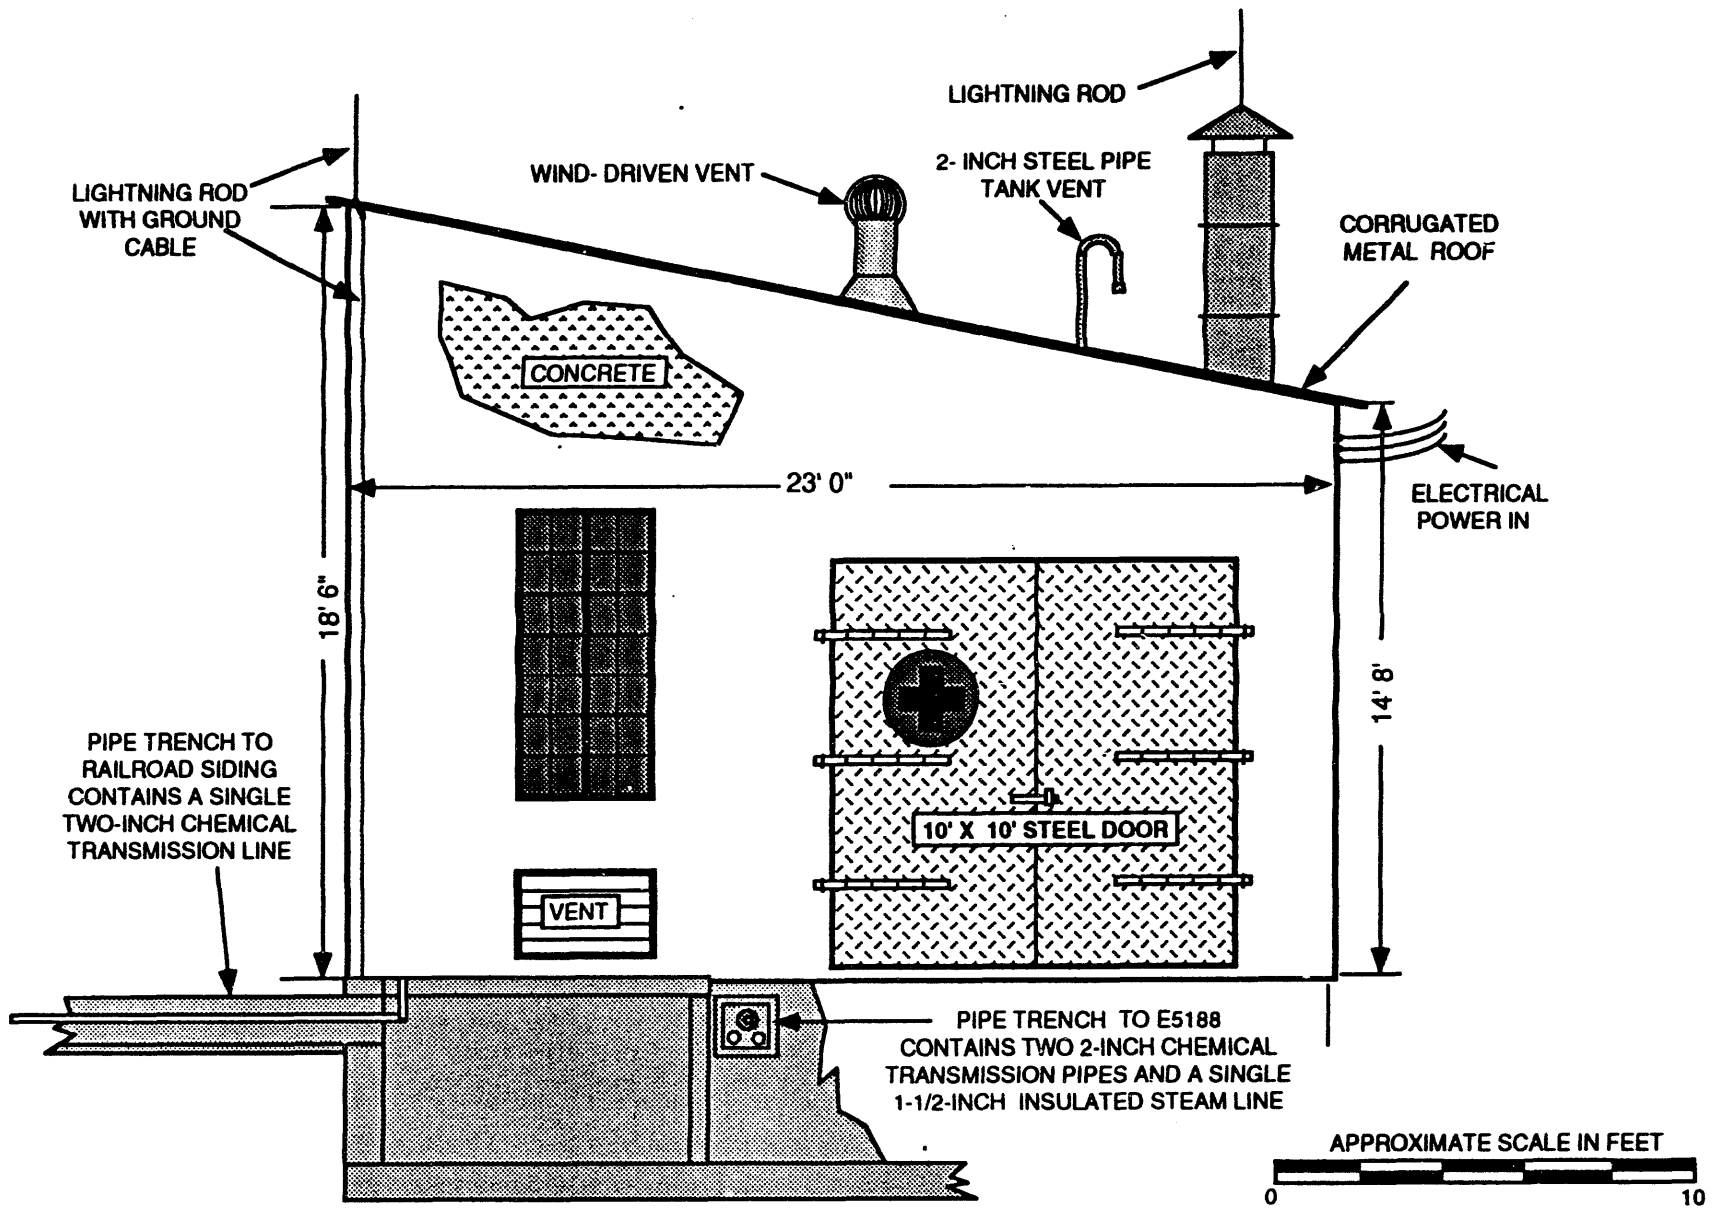 LIGHTNING ROD
LIGHTNING ROD
WITH GROUND
CABLE
WIND- DRIVEN VENT
2- INCH STEEL PIPE
TANK VENT
CORRUGATED
METAL ROOF
CONCRETE
23' 0"
ELECTRICAL
POWER IN
18' 6"
14' 8'
PIPE TRENCH TO
RAILROAD SIDING
CONTAINS A SINGLE
TWO-INCH CHEMICAL
TRANSMISSION LINE
10' X 10' STEEL DOOR
VENT
PIPE TRENCH TO E5188
CONTAINS TWO 2-INCH CHEMICAL
TRANSMISSION PIPES AND A SINGLE
1-1/2-INCH INSULATED STEAM LINE
APPROXIMATE SCALE IN FEET
0 10